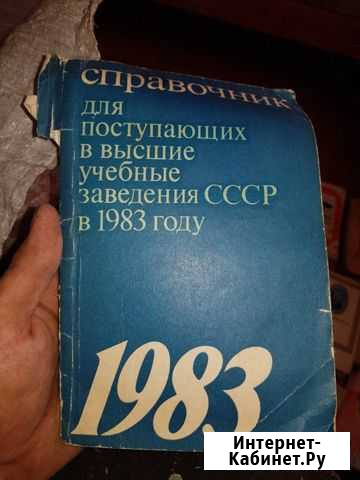 справочник
для
поступающих
в высшие
учебные
заведения СССР
в 1983 году
1983
Интернет-
Кабинет.Ру